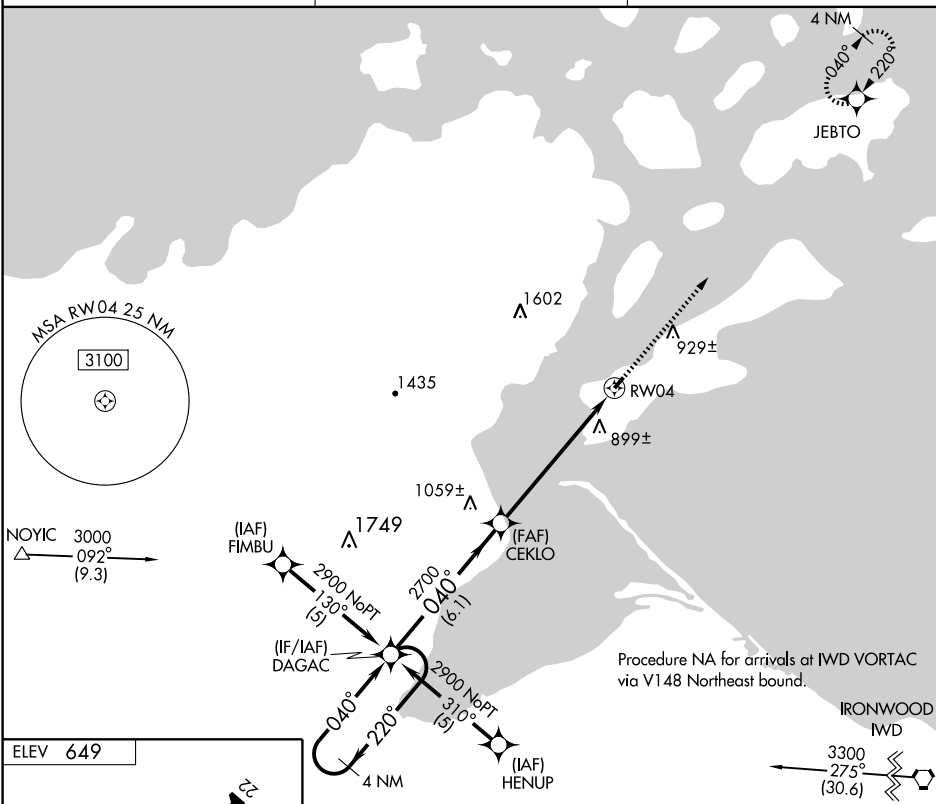 4 NM
040°
220°
JEBTO
1602
MSA RW04 25 NM
3100
929±
1435
RW04
899±
1059±
NOYIC
3000
092°
(9.3)
(IAF)
FIMBU
1749
(FAF)
CEKLO
2900 NoPT
130°
(5)
2700
040°
(6.1)
(IF/IAF)
DAGAC
2900 NoPT
310°
(5)
Procedure NA for arrivals at IWD VORTAC
via V148 Northeast bound.
040°
220°
IRONWOOD
IWD
ELEV 649
(IAF)
HENUP
4 NM
3300
275°
(30.6)
22